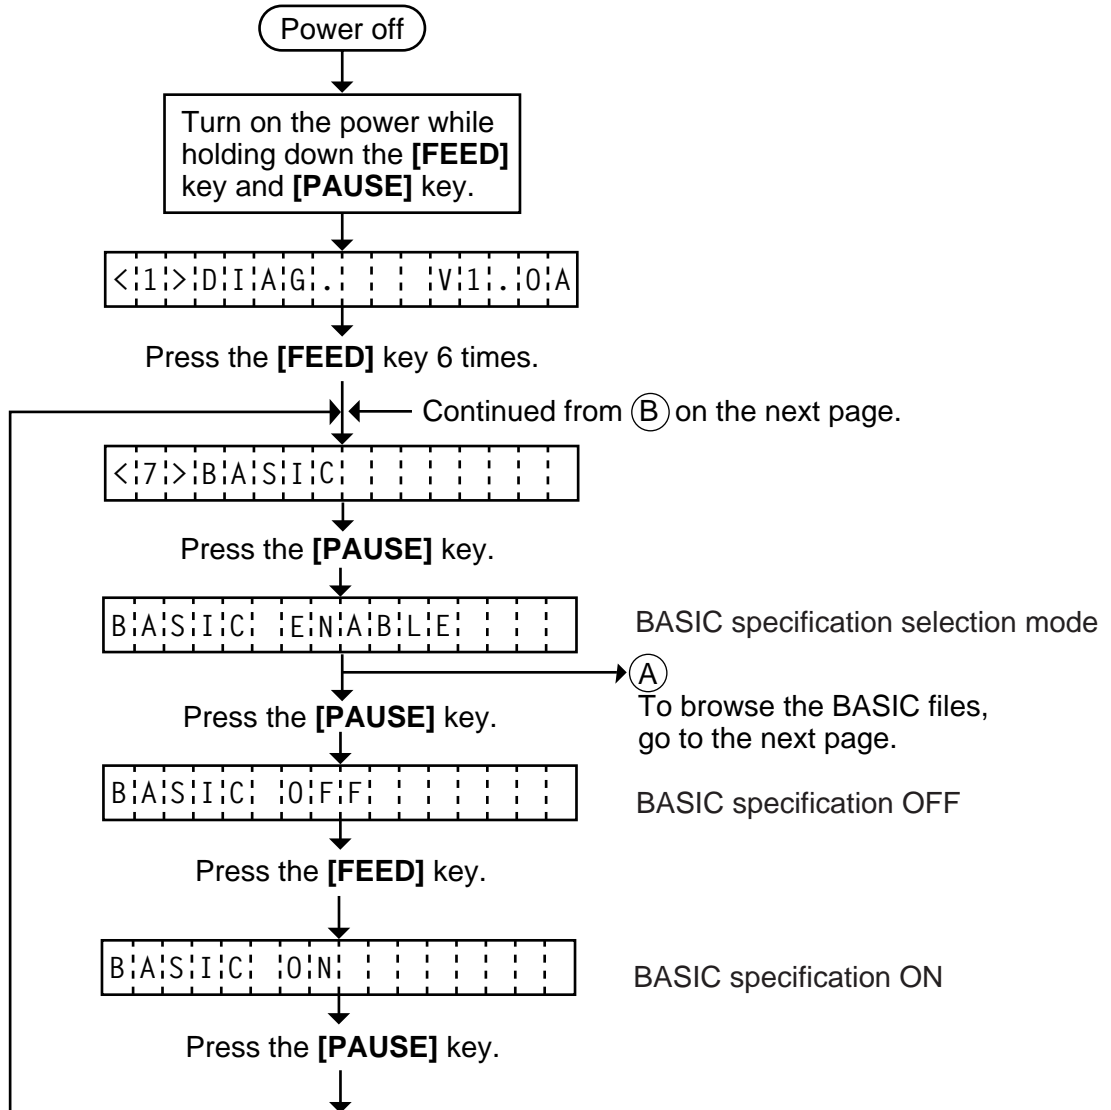 Power off
Turn on the power while
holding down the [FEED]
key and [PAUSE] key.
<1>DIAG.   V1.0A
Press the [FEED] key 6 times.
Continued from B on the next page.
<7>BASIC
Press the [PAUSE] key.
BASIC ENABLE
BASIC specification selection mode
A
To browse the BASIC files,
go to the next page.
Press the [PAUSE] key.
BASIC OFF
BASIC specification OFF
Press the [FEED] key.
BASIC ON
BASIC specification ON
Press the [PAUSE] key.